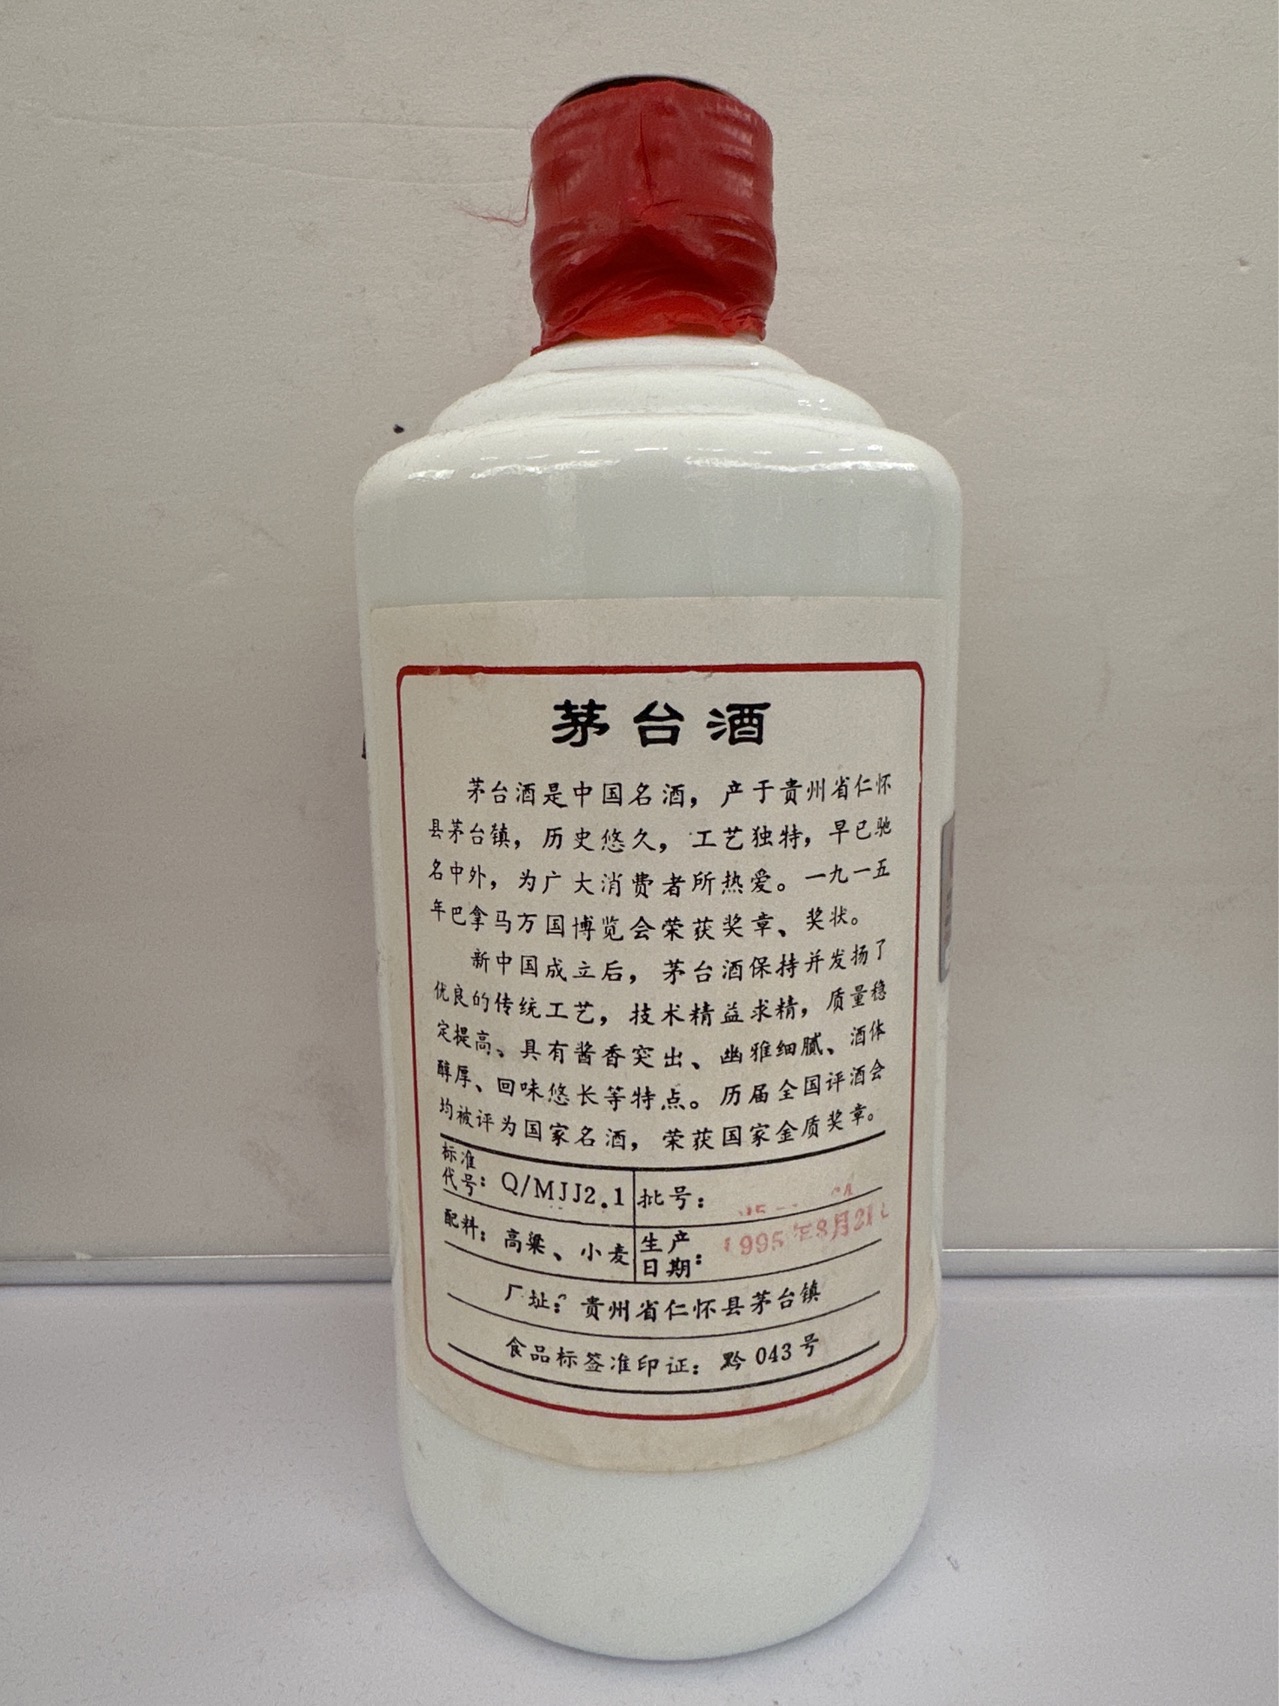 茅台酒
茅台酒是中国名酒，产于贵州省仁怀
县茅台镇，历史悠久，工艺独特，早已驰
名中外，为广大消费者所热爱。一九一五
年巴拿马万国博览会荣获奖章、奖状。
新中国成立后，茅台酒保持并发扬了
优良的传统工艺，技术精益求精，质量稳
定提高、具有酱香突出、幽雅细腻、酒体
醇厚、回味悠长等特点。历届全国评酒会
均被评为国家名酒，荣获国家金质奖章。
标准代号：Q/MJJ2.1 批号：
配料：高粱、小麦 生产日期：1995年8月21
厂址：贵州省仁怀县茅台镇
食品标签准印证：黔043号